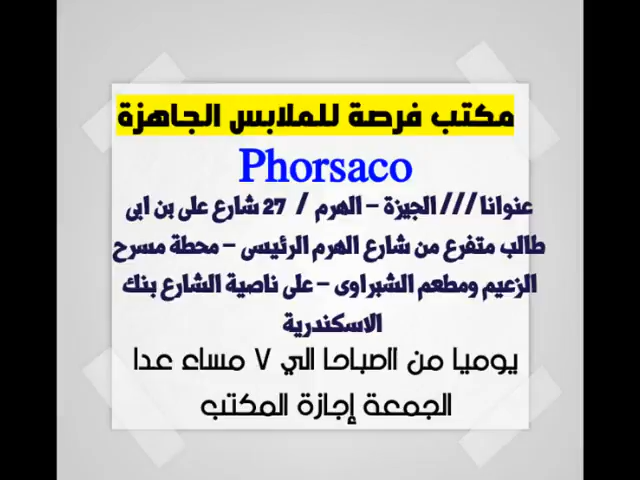 مكتب فرصة للملابس الجاهزة
Phorsaco
عنوانا /// الجيزة – الهرم / 27 شارع على بن ابى
طالب متفرع من شارع الهرم الرئيسى – محطة مسرح
الزعيم ومطعم الشبراوى – على ناصية الشارع بنك
الاسكندرية
يوميا من 11صباحا الي ٧ مساء عدا
الجمعة إجازة المكتب